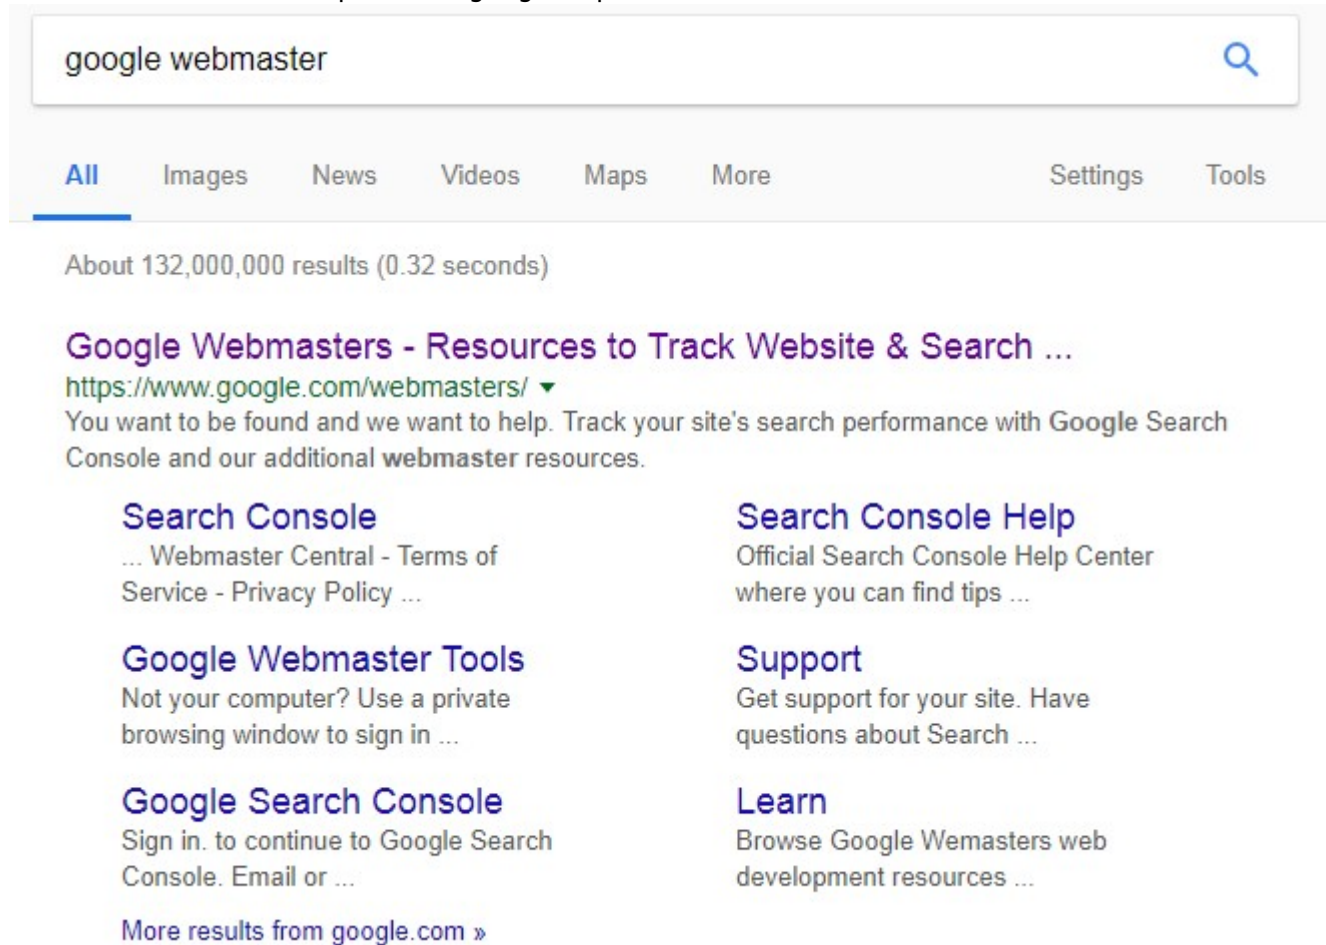 google webmaster
All Images News Videos Maps More Settings Tools
About 132,000,000 results (0.32 seconds)
Google Webmasters - Resources to Track Website & Search ...
https://www.google.com/webmasters/
You want to be found and we want to help. Track your site's search performance with Google Search
Console and our additional webmaster resources.
Search Console
... Webmaster Central - Terms of
Service - Privacy Policy ...
Search Console Help
Official Search Console Help Center
where you can find tips ...
Google Webmaster Tools
Not your computer? Use a private
browsing window to sign in ...
Support
Get support for your site. Have
questions about Search ...
Google Search Console
Sign in. to continue to Google Search
Console. Email or ...
Learn
Browse Google Wemasters web
development resources ...
More results from google.com »